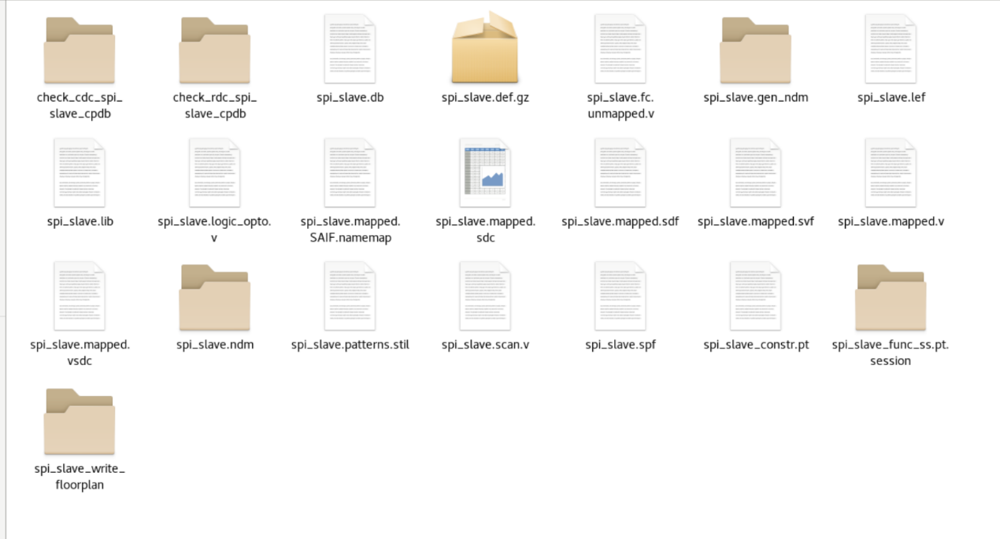 check_cdc_spi_
slave_cpdb
check_rdc_spi_
slave_cpdb
spi_slave.db
spi_slave.def.gz
spi_slave.fc.
unmapped.v
spi_slave.gen_ndm
spi_slave.lef
spi_slave.lib
spi_slave.logic_opto.
v
spi_slave.mapped.
SAIF.namemap
spi_slave.mapped.
sdc
spi_slave.mapped.sdf
spi_slave.mapped.svf
spi_slave.mapped.v
spi_slave.mapped.
vsdc
spi_slave.ndm
spi_slave.patterns.stil
spi_slave.scan.v
spi_slave.spf
spi_slave_constr.pt
spi_slave_func_ss.pt.
session
spi_slave_write_
floorplan